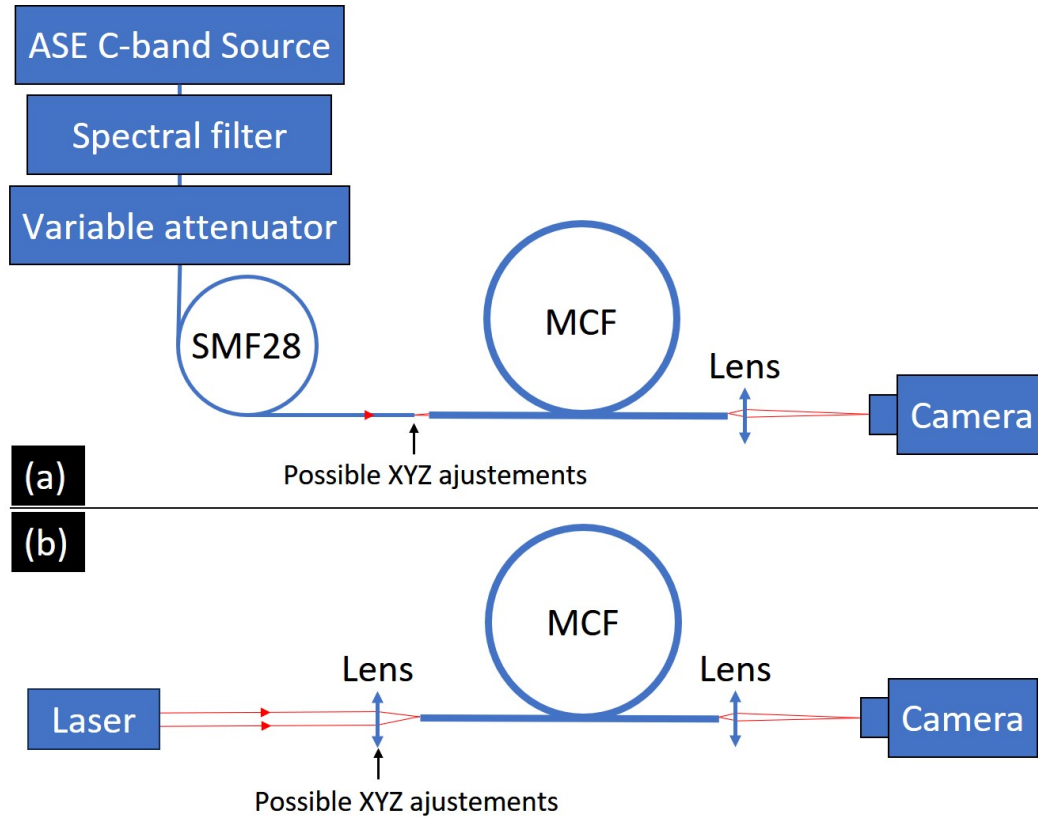 ASE C-band Source
Spectral filter
Variable attenuator
SMF28
MCF
Lens
Camera
Possible XYZ ajustements
(a)
(b)
MCF
Lens
Lens
Laser
Camera
Possible XYZ ajustements